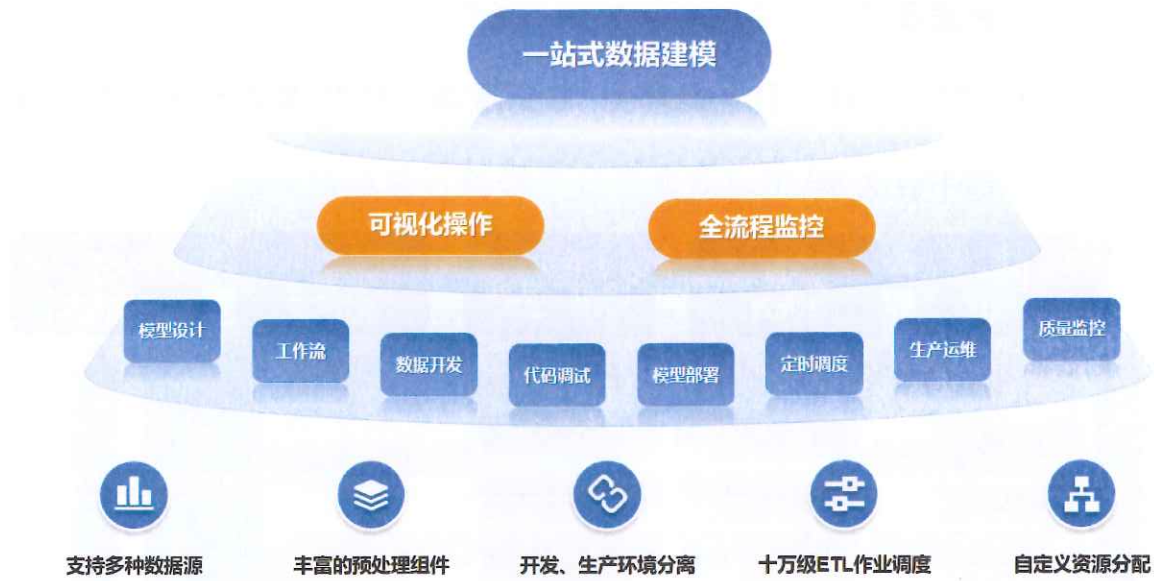 一站式数据建模
可视化操作
全流程监控
模型设计
工作流
数据开发
代码调试
模型部署
定时调度
生产运维
质量监控
支持多种数据源
丰富的预处理组件
开发、生产环境分离
十万级ETL作业调度
自定义资源分配